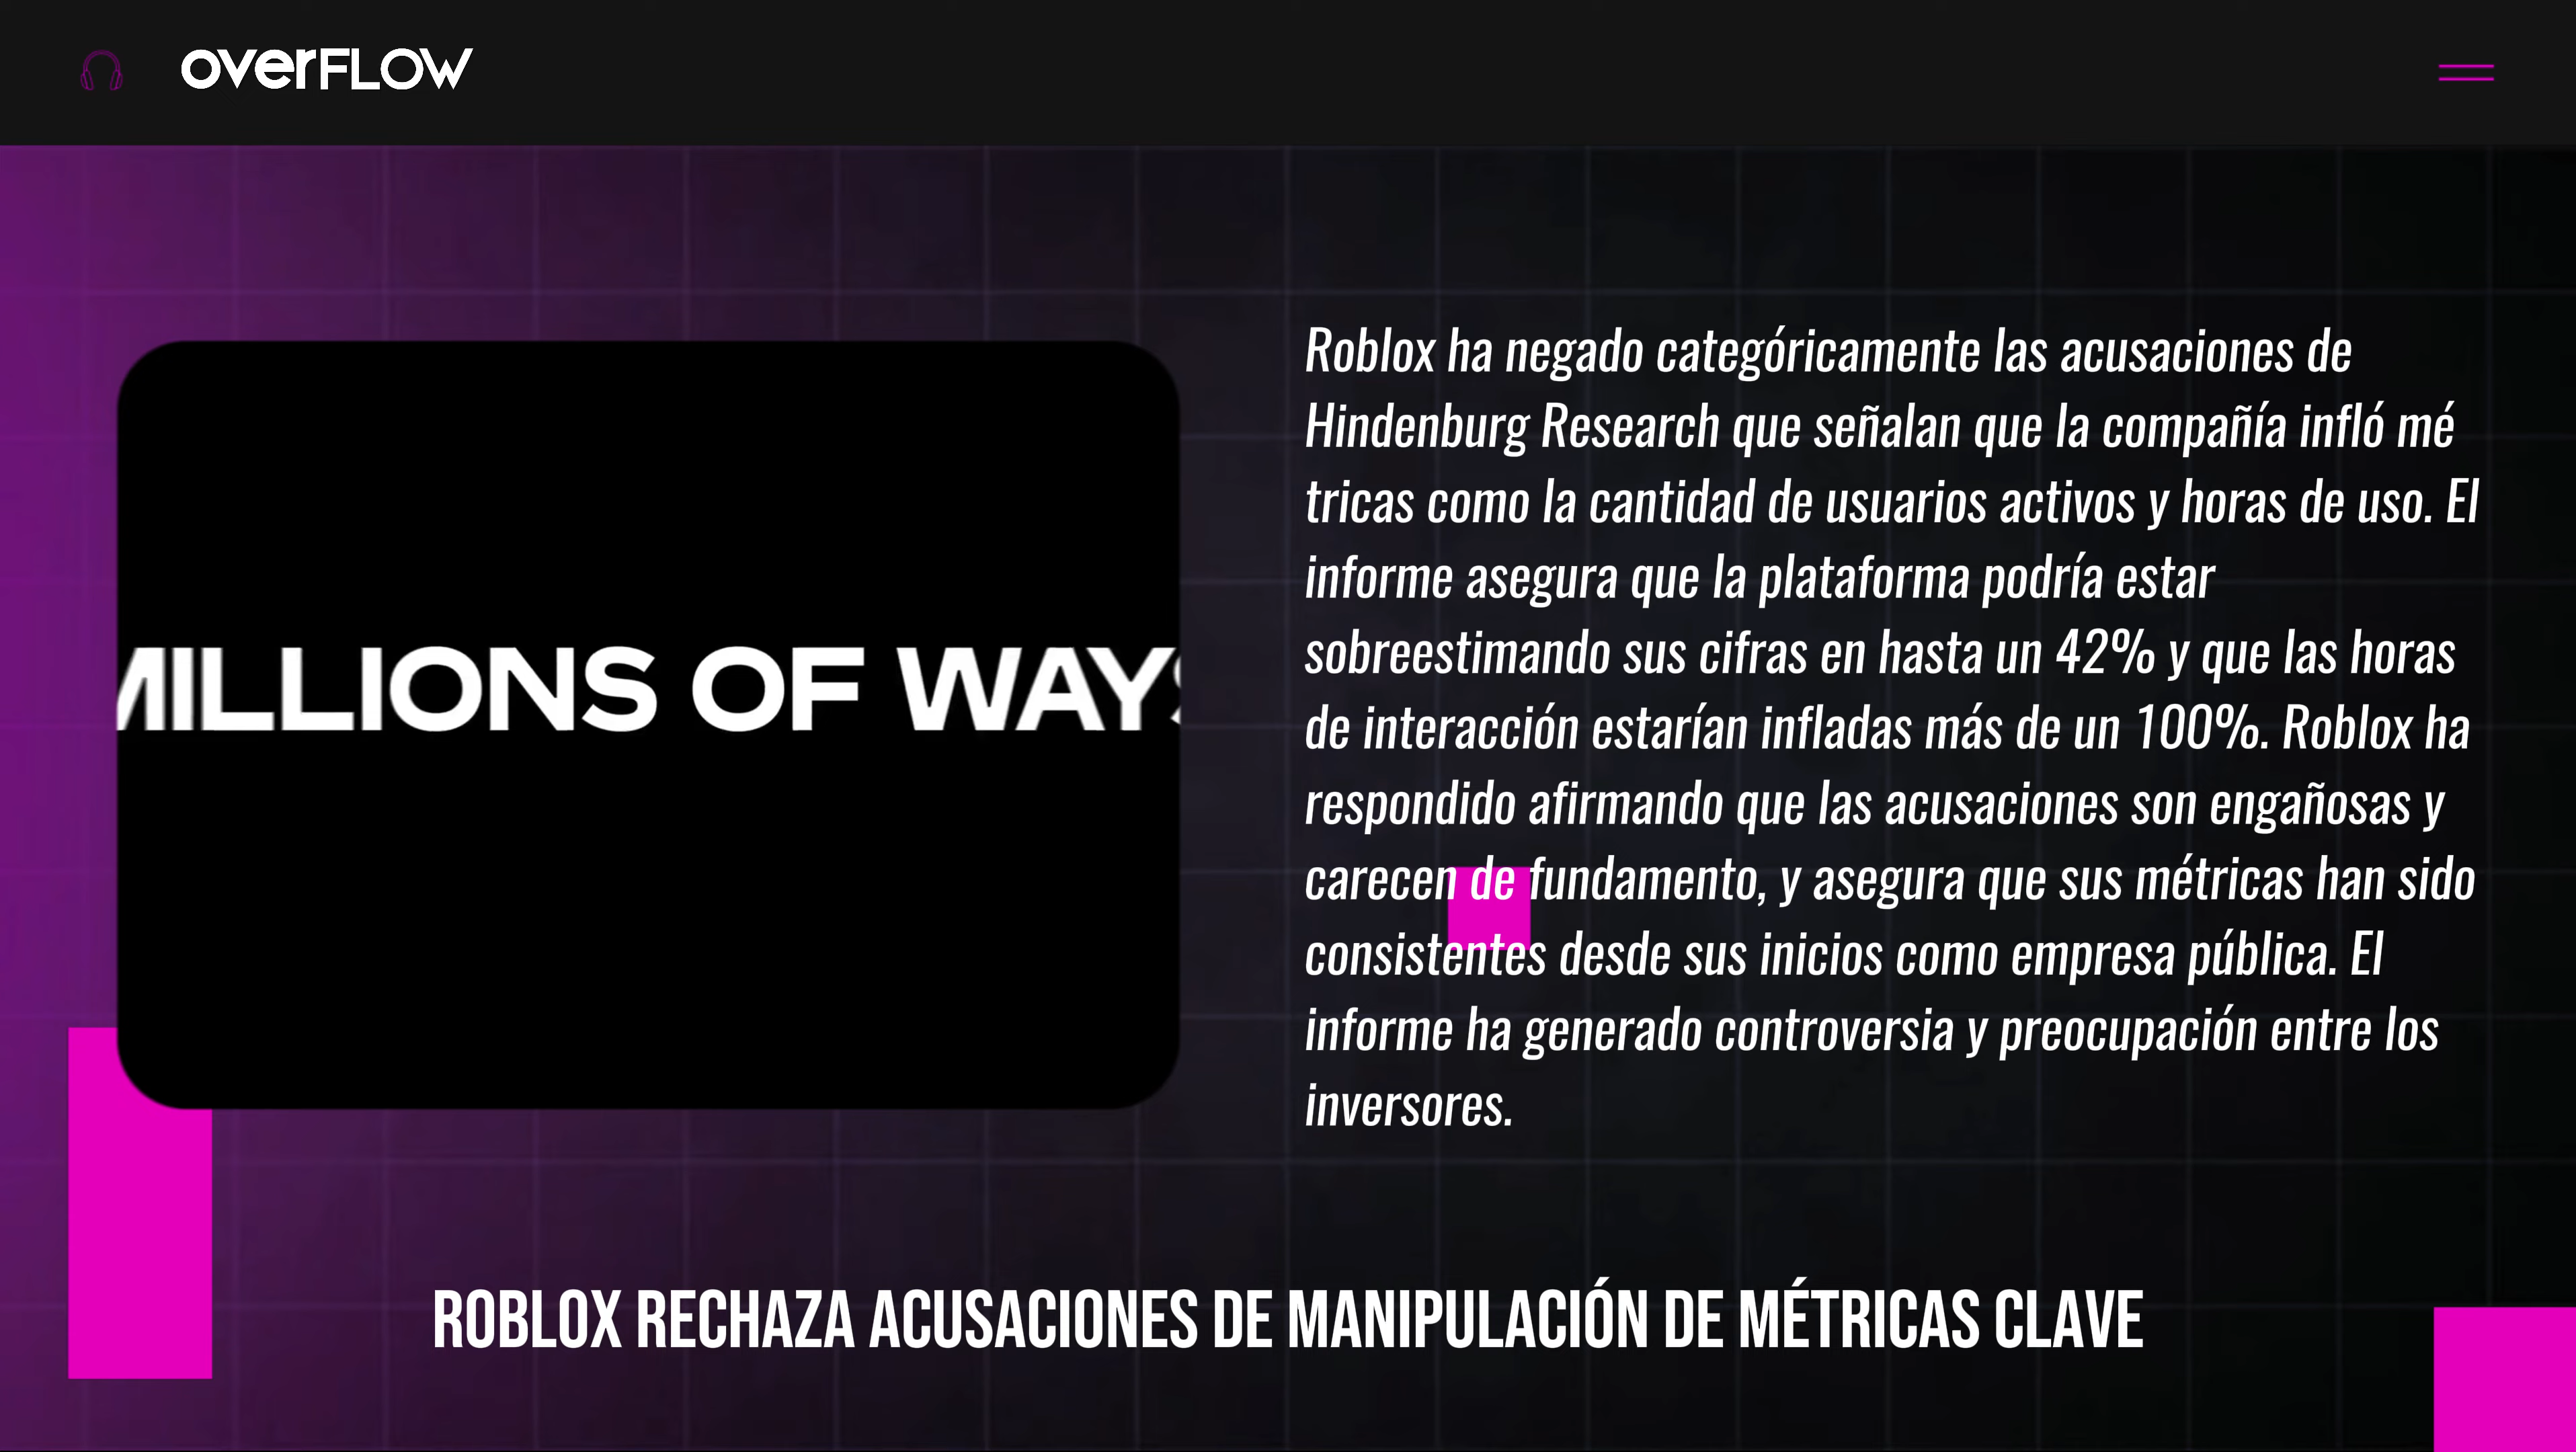 overFLOW
Roblox ha negado categóricamente las acusaciones de
Hindenburg Research que señalan que la compañía infló mé
tricas como la cantidad de usuarios activos y horas de uso. El
informe asegura que la plataforma podría estar
sobreestimando sus cifras en hasta un 42% y que las horas
de interacción estarían infladas más de un 100%. Roblox ha
respondido afirmando que las acusaciones son engañosas y
carecen de fundamento, y asegura que sus métricas han sido
consistentes desde sus inicios como empresa pública. El
informe ha generado controversia y preocupación entre los
inversores.
MILLIONS OF WAYS
ROBLOX RECHAZA ACUSACIONES DE MANIPULACIÓN DE MÉTRICAS CLAVE